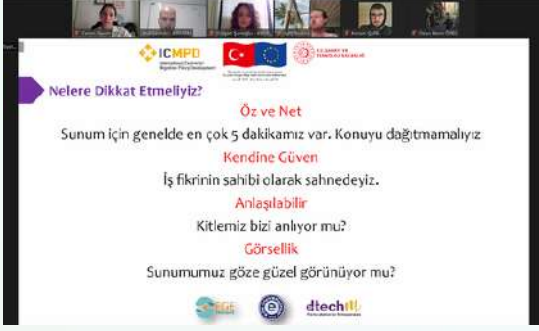 ICMPD
Nelere Dikkat Etmeliyiz?
Öz ve Net
Sunum için genelde en çok 5 dakikamız var. Konuyu dağıtmamalıyız
Kendine Güven
İş fikrinin sahibi olarak sahnedeyiz.
Anlaşılabilir
Kitlemiz bizi anlıyor mu?
Görsellik
Sunumumuz göze güzel görünüyor mu?
EGE
dtech